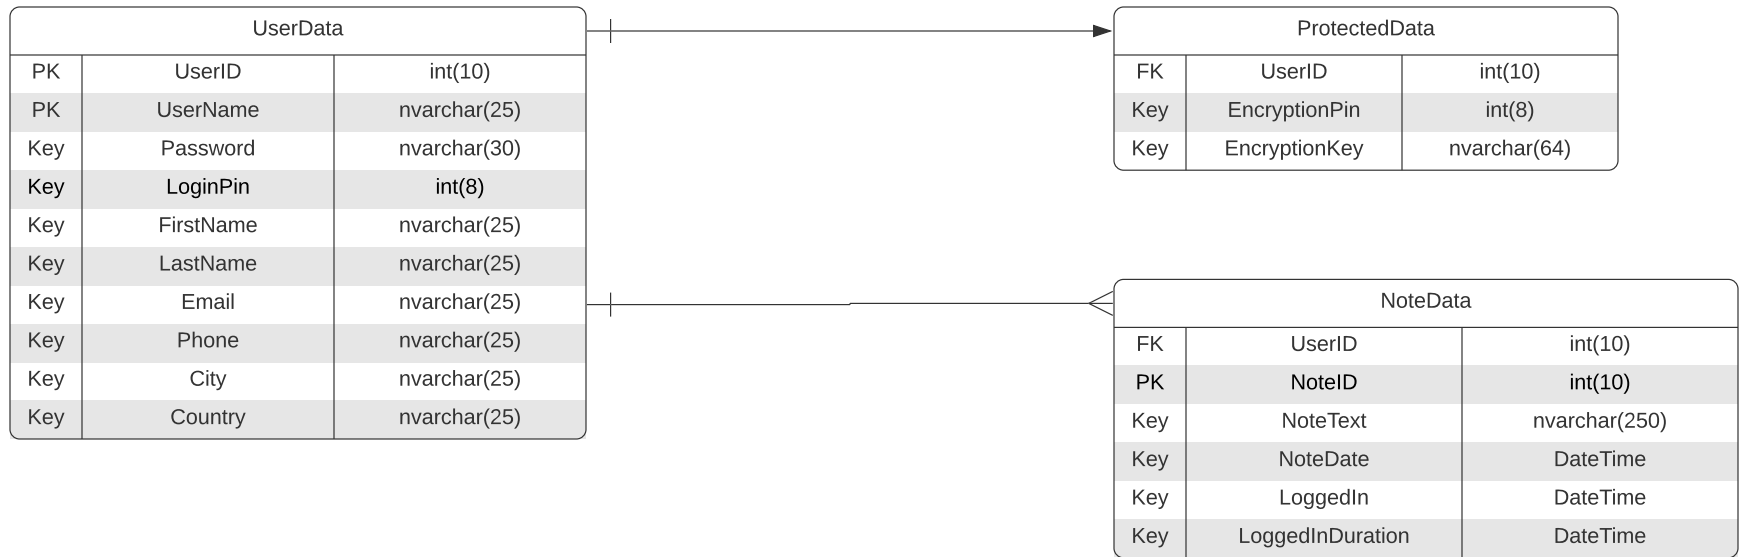 UserData
PK UserID int(10)
PK UserName nvarchar(25)
Key Password nvarchar(30)
Key LoginPin int(8)
Key FirstName nvarchar(25)
Key LastName nvarchar(25)
Key Email nvarchar(25)
Key Phone nvarchar(25)
Key City nvarchar(25)
Key Country nvarchar(25)
ProtectedData
FK UserID int(10)
Key EncryptionPin int(8)
Key EncryptionKey nvarchar(64)
NoteData
FK UserID int(10)
PK NoteID int(10)
Key NoteText nvarchar(250)
Key NoteDate DateTime
Key LoggedIn DateTime
Key LoggedInDuration DateTime